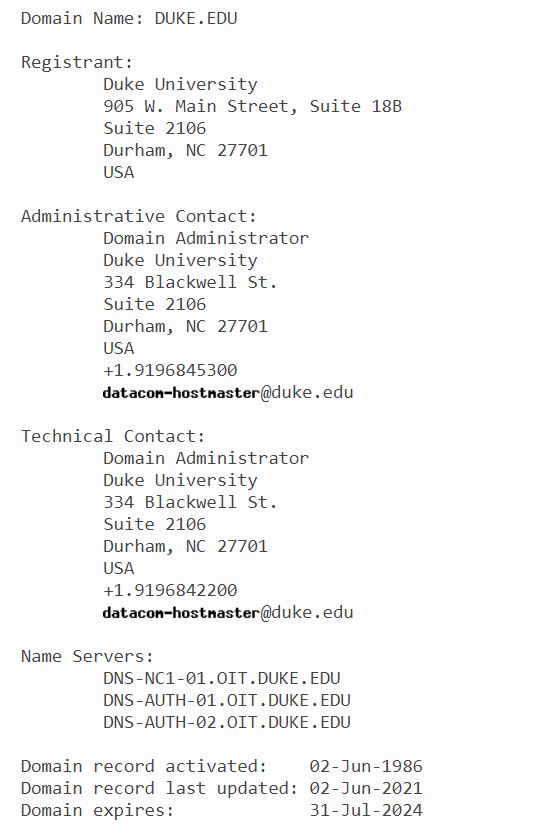 Domain Name: DUKE.EDU
Registrant:
Duke University
905 W. Main Street, Suite 18B
Suite 2106
Durham, NC 27701
USA
Administrative Contact:
Domain Administrator
Duke University
334 Blackwell St.
Suite 2106
Durham, NC 27701
USA
+1.9196845300
datacom-hostmaster@duke.edu
Technical Contact:
Domain Administrator
Duke University
334 Blackwell St.
Suite 2106
Durham, NC 27701
USA
+1.9196842200
datacom-hostmaster@duke.edu
Name Servers:
DNS-NC1-01.OIT.DUKE.EDU
DNS-AUTH-01.OIT.DUKE.EDU
DNS-AUTH-02.OIT.DUKE.EDU
Domain record activated: 02-Jun-1986
Domain record last updated: 02-Jun-2021
Domain expires: 31-Jul-2024